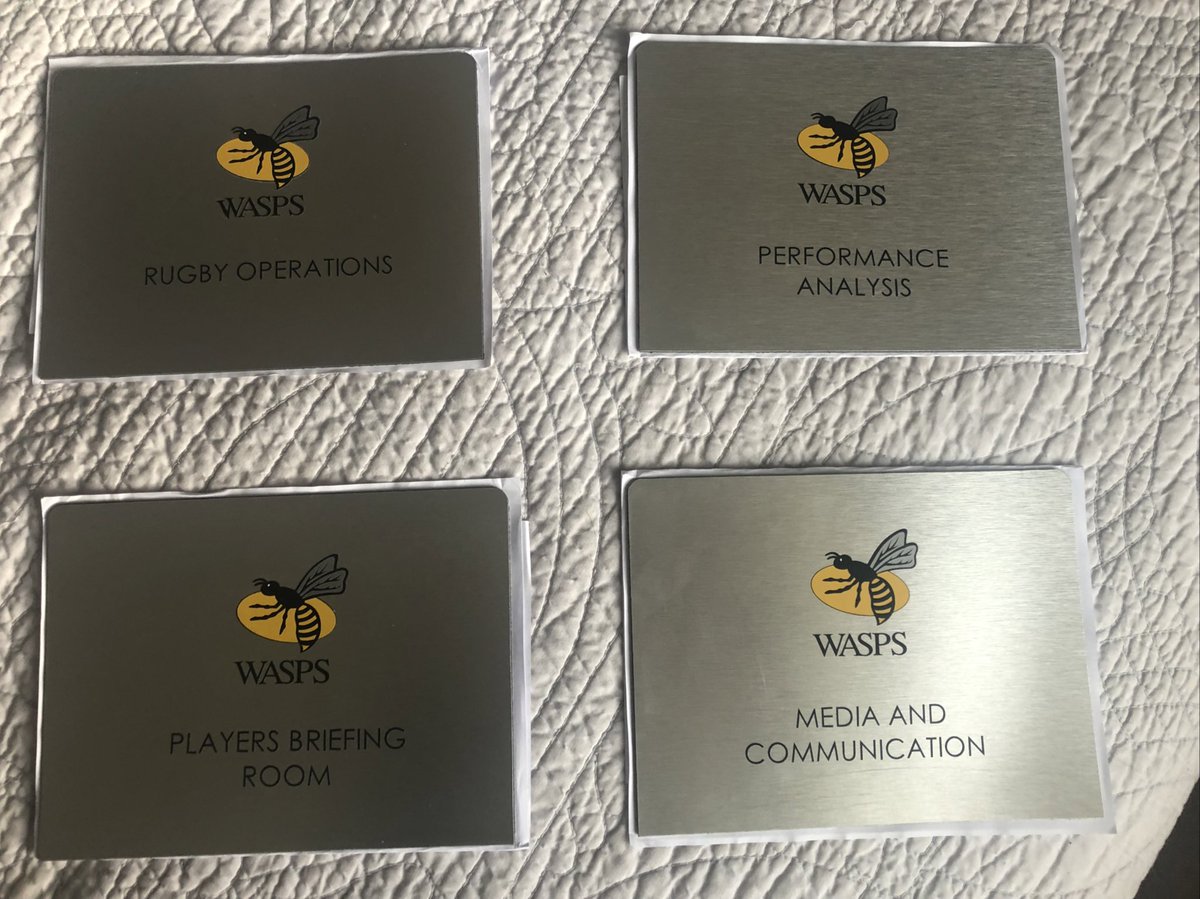 WASPS
RUGBY OPERATIONS
WASPS
PERFORMANCE
ANALYSIS
WASPS
PLAYERS BRIEFING
ROOM
WASPS
MEDIA AND
COMMUNICATION